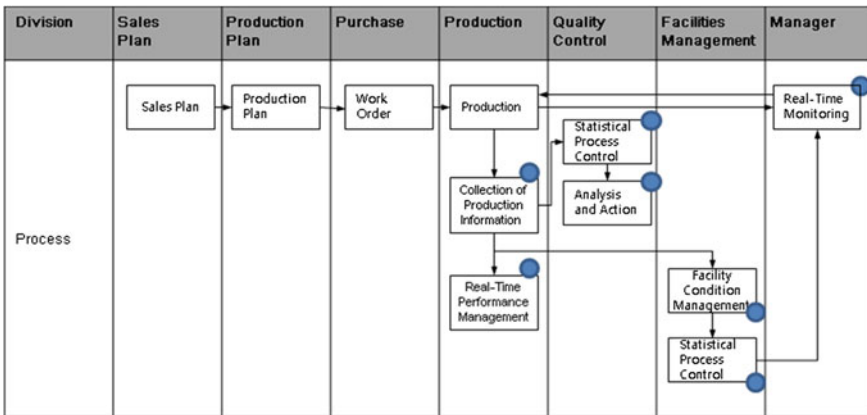 Division
Sales
Plan
Production
Plan
Purchase
Production
Quality
Control
Facilities
Management
Manager
Process
Sales Plan
Production
Plan
Work
Order
Production
Real-Time
Monitoring
Statistical
Process
Control
Collection of
Production
Information
Analysis
and Action
Real-Time
Performance
Management
Facility
Condition
Management
Statistical
Process
Control